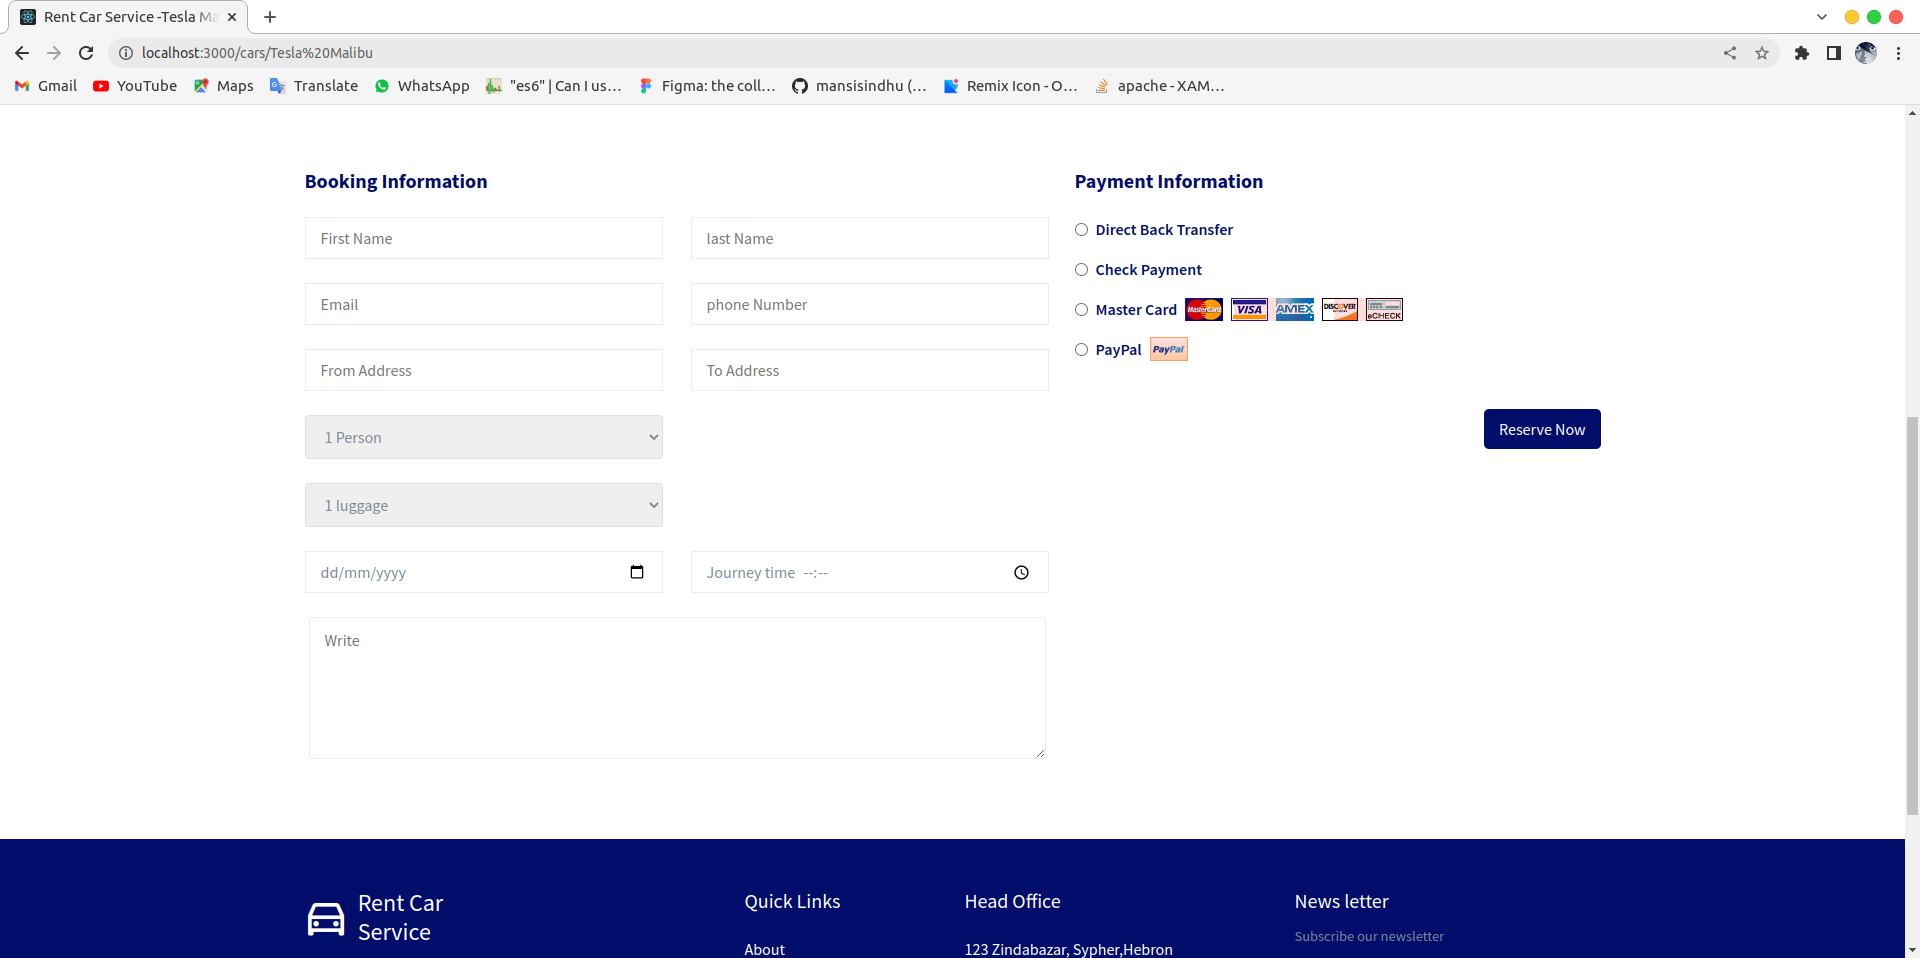 Rent Car Service -Tesla Ma
localhost:3000/cars/Tesla%20Malibu
Gmail YouTube Maps Translate WhatsApp "es6" | Can I us... Figma: the coll... mansisindhu (... Remix Icon - O... apache - XAM...
Booking Information
First Name last Name
Email phone Number
From Address To Address
1 Person
1 luggage
dd/mm/yyyy Journey time --:--
Write
Payment Information
Direct Back Transfer
Check Payment
Master Card MasterCard VISA AMEX DISCOVER NETWORK eCHECK
PayPal PayPal
Reserve Now
Rent Car
Service
Quick Links
About
Head Office
123 Zindabazar, Sypher,Hebron
News letter
Subscribe our newsletter